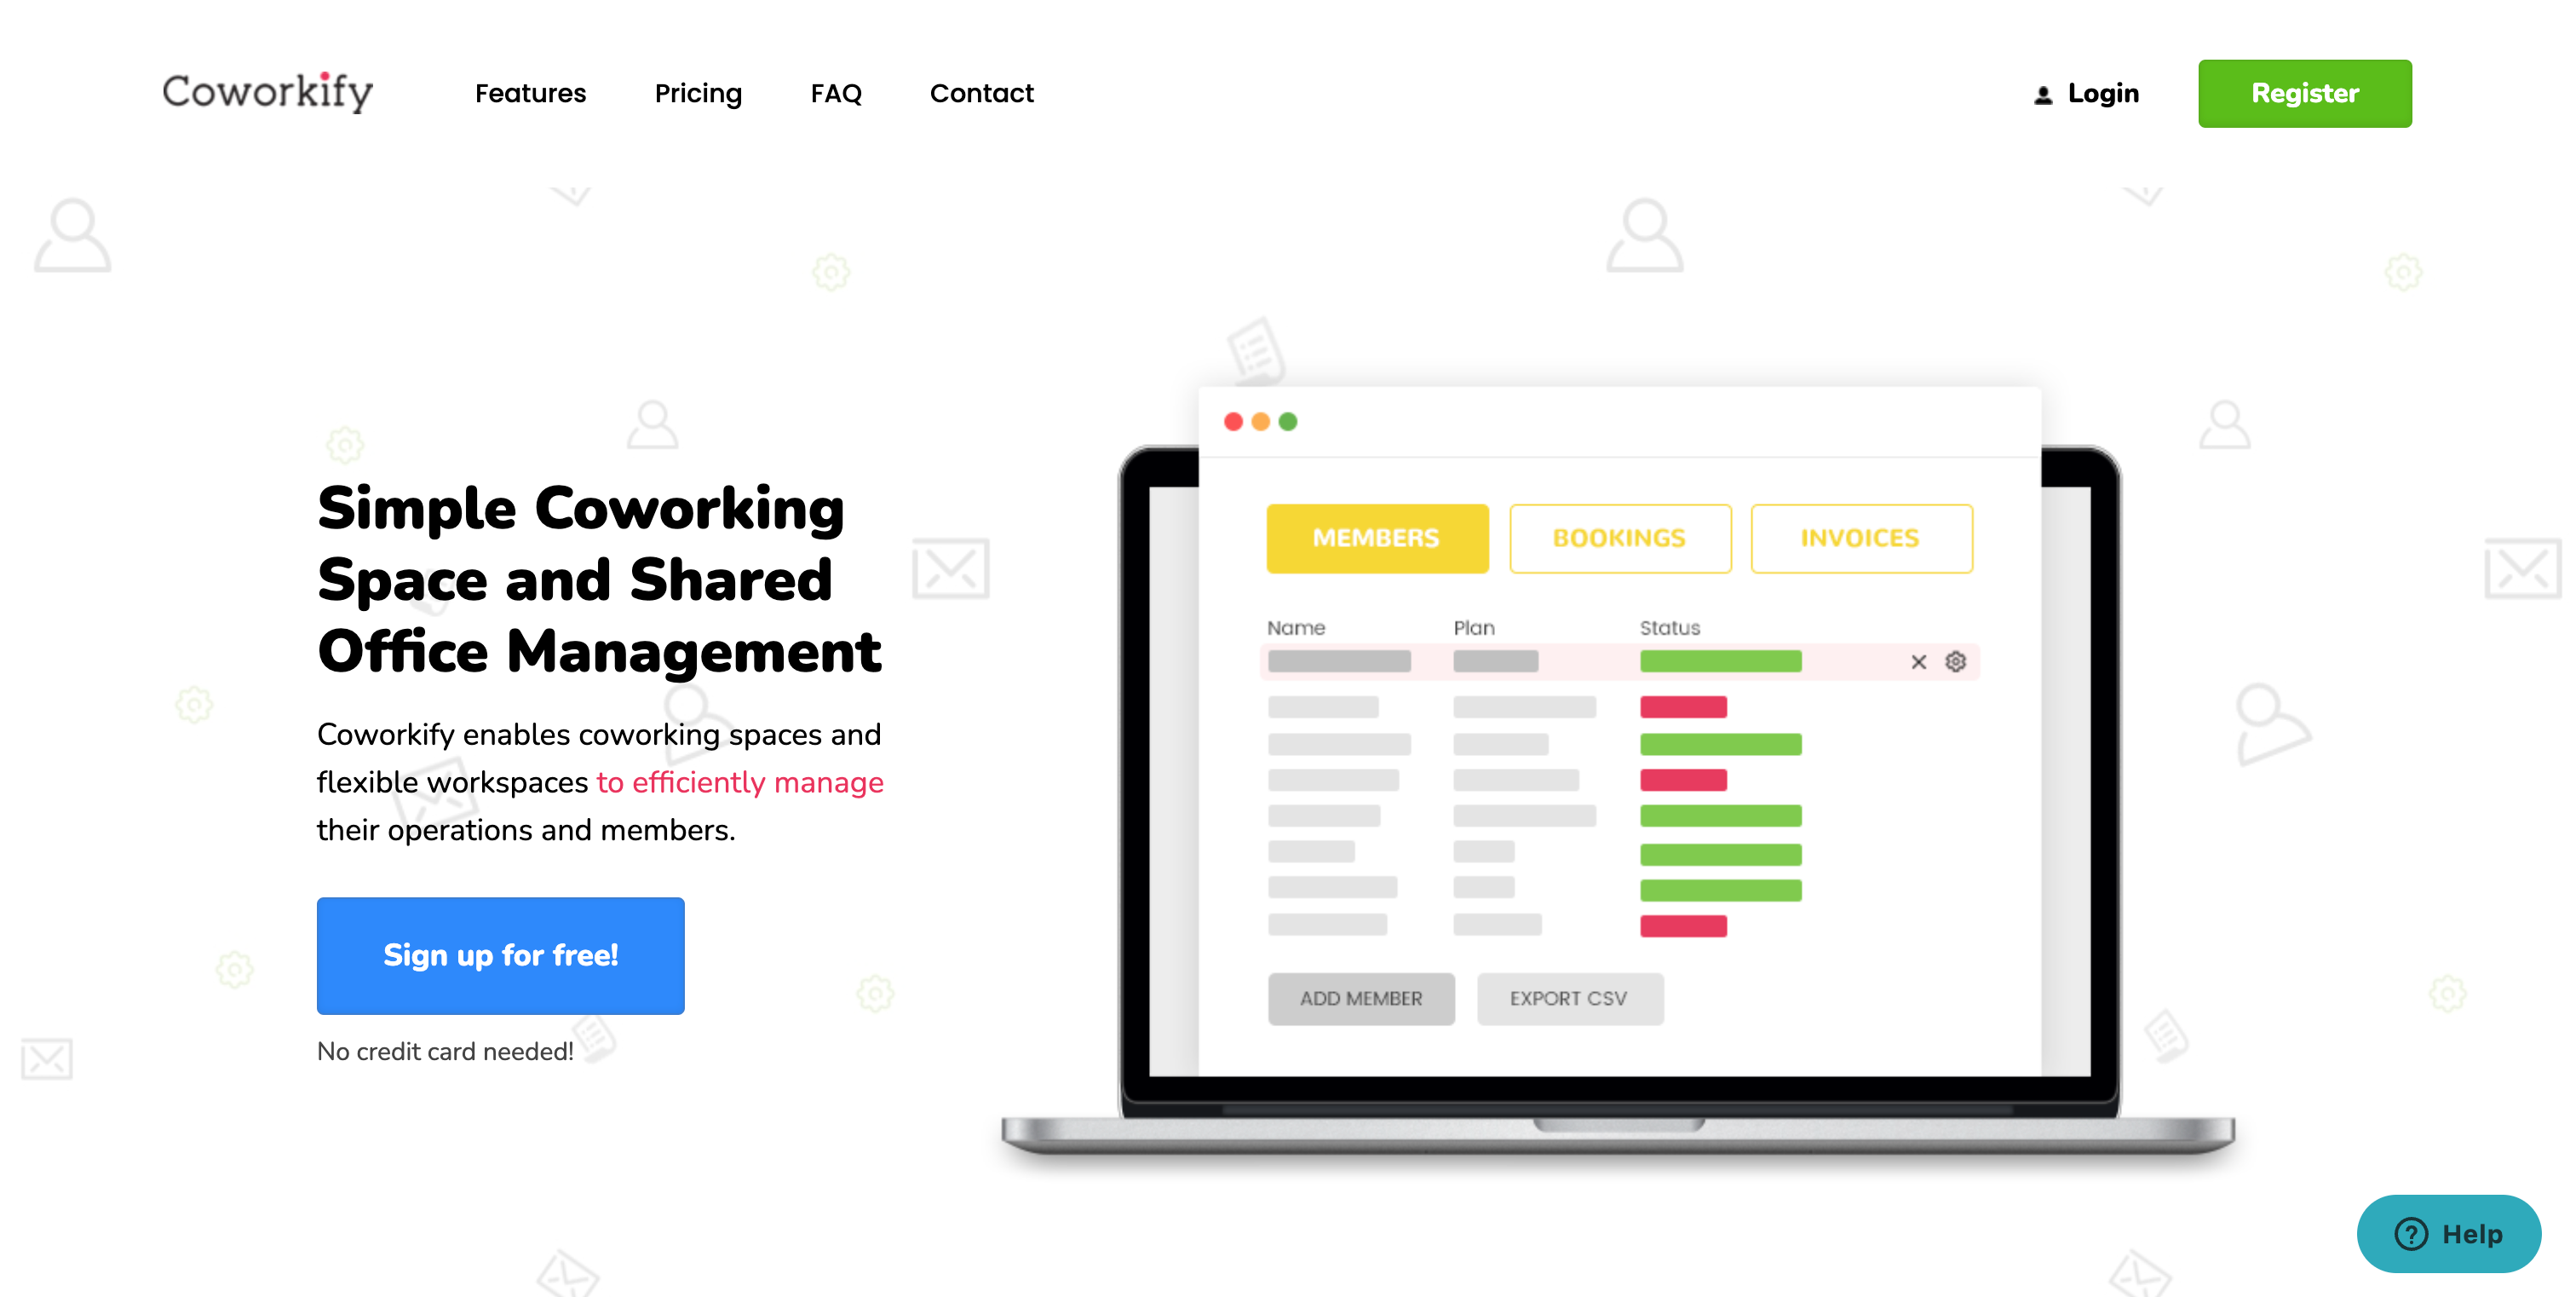 Coworkify
Features
Pricing
FAQ
Contact
Login
Register
Simple Coworking
Space and Shared
Office Management
Coworkify enables coworking spaces and
flexible workspaces to efficiently manage
their operations and members.
Sign up for free!
No credit card needed!
MEMBERS
BOOKINGS
INVOICES
Name
Plan
Status
ADD MEMBER
EXPORT CSV
Help